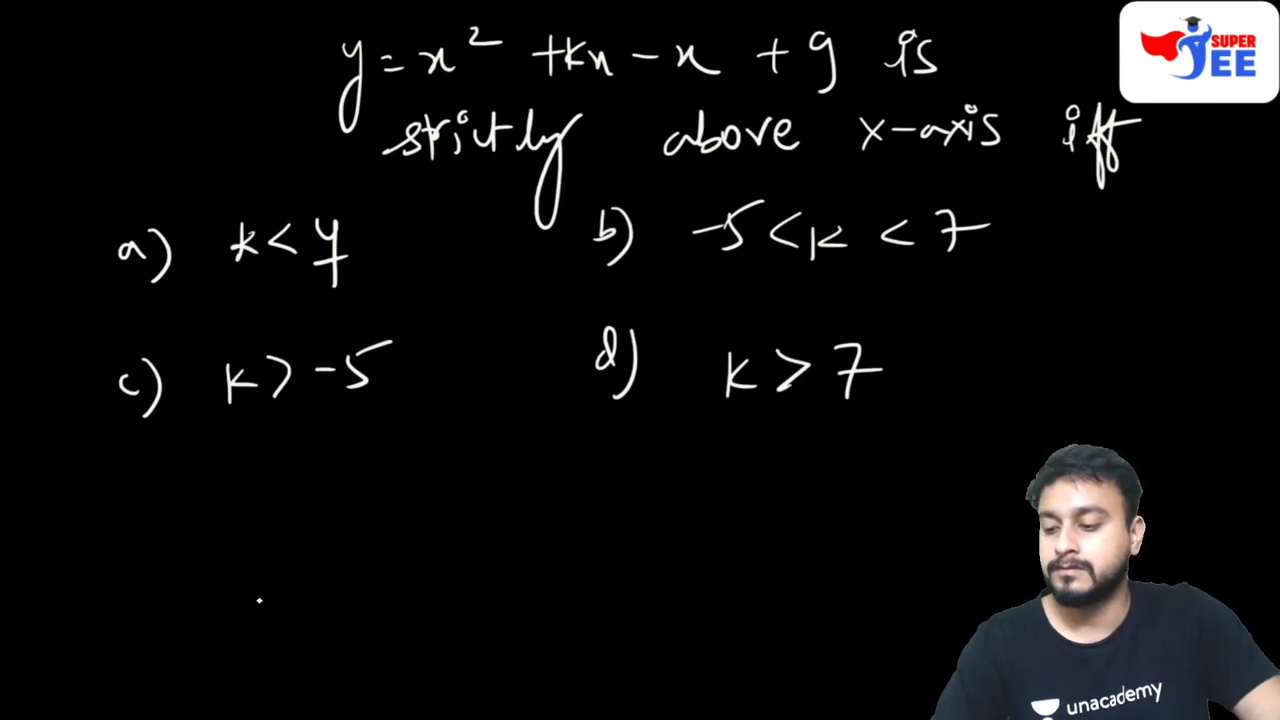 SUPER
JEE
y = x² + kx - x + 9 is
strictly above x-axis iff
a) k < 7 b) -5 < k < 7
c) k > -5 d) k > 7
unacademy